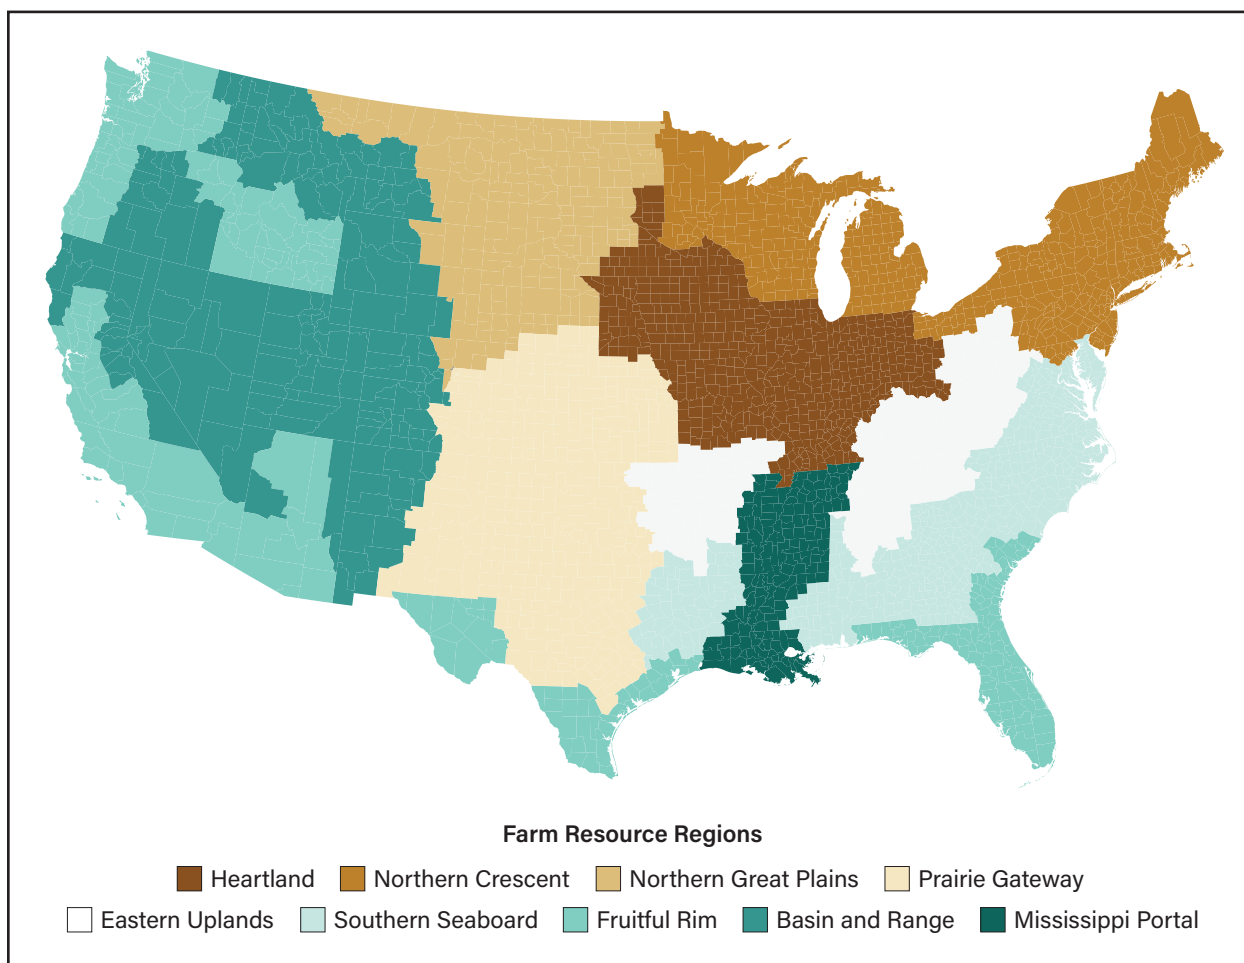 Farm Resource Regions
Heartland Northern Crescent Northern Great Plains Prairie Gateway
Eastern Uplands Southern Seaboard Fruitful Rim Basin and Range Mississippi Portal